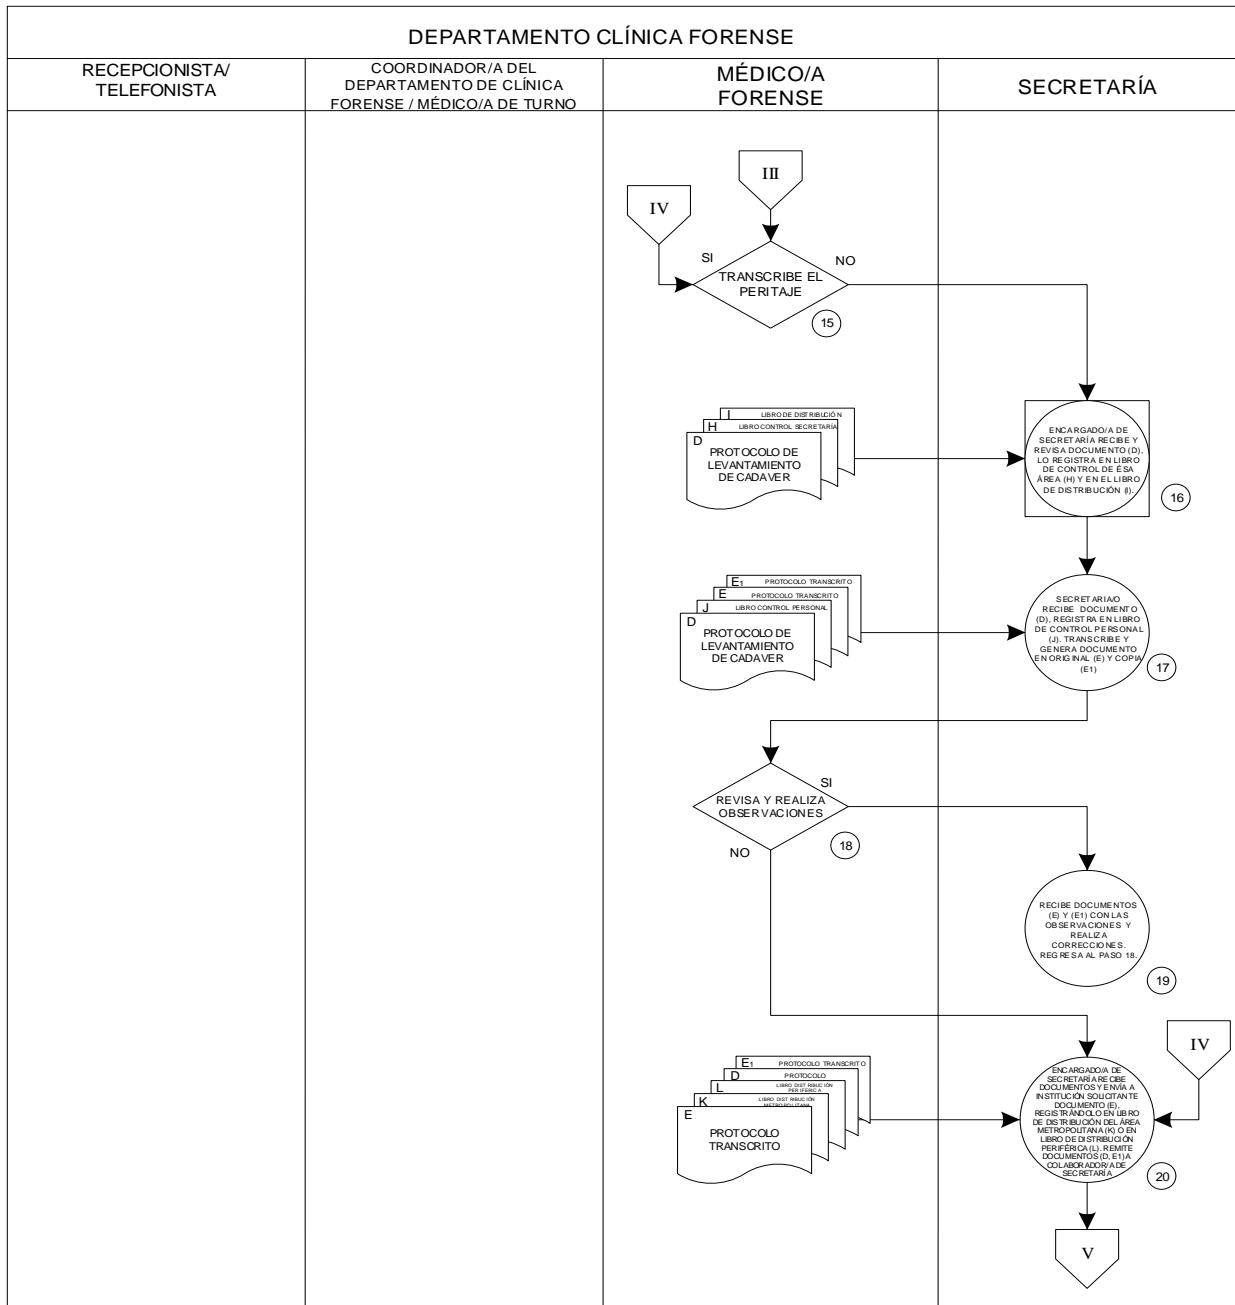 DEPARTAMENTO CLÍNICA FORENSE
RECEPCIONISTA/
TELEFONISTA
COORDINADOR/A DEL
DEPARTAMENTO DE CLÍNICA
FORENSE / MÉDICO/A DE TURNO
MÉDICO/A
FORENSE
SECRETARÍA
III
IV
SI
NO
TRANSCRIBE EL
PERITAJE
15
I LIBRO DE DISTRIBUCIÓN
H LIBRO CONTROL SECRETARÍA
D
PROTOCOLO DE
LEVANTAMIENTO
DE CADAVER
ENCARGADO/A DE
SECRETARÍA RECIBE Y
REVISA DOCUMENTO (D),
LO REGISTRA EN LIBRO
DE CONTROL DE ÉSA
ÁREA (H) Y EN EL LIBRO
DE DISTRIBUCIÓN (I).
16
E1 PROTOCOLO TRANSCRITO
E PROTOCOLO TRANSCRITO
J LIBRO CONTROL PERSONAL
D
PROTOCOLO DE
LEVANTAMIENTO
DE CADAVER
SECRETARIA/O
RECIBE DOCUMENTO
(D), REGISTRA EN LIBRO
DE CONTROL PERSONAL
(J). TRANSCRIBE Y
GENERA DOCUMENTO
EN ORIGINAL (E) Y COPIA
(E1)
17
SI
REVISA Y REALIZA
OBSERVACIONES
NO
18
RECIBE DOCUMENTOS
(E) Y (E1) CON LAS
OBSERVACIONES Y
REALIZA
CORRECCIONES.
REGRESA AL PASO 18.
19
IV
E1 PROTOCOLO TRANSCRITO
D PROTOCOLO
L LIBRO DISTRIBUCIÓN
PERIFERICA
K LIBRO DISTRIBUCIÓN
METROPOLITANA
E
PROTOCOLO
TRANSCRITO
ENCARGADO/A DE
SECRETARÍA RECIBE
DOCUMENTOS Y ENVÍA A
INSTITUCIÓN SOLICITANTE
DOCUMENTO (E),
REGISTRÁNDOLO EN LIBRO
DE DISTRIBUCIÓN DEL ÁREA
METROPOLITANA (K) O EN
LIBRO DE DISTRIBUCIÓN
PERIFÉRICA (L). REMITE
DOCUMENTOS (D, E1) A
COLABORADOR/A DE
SECRETARÍA
20
V